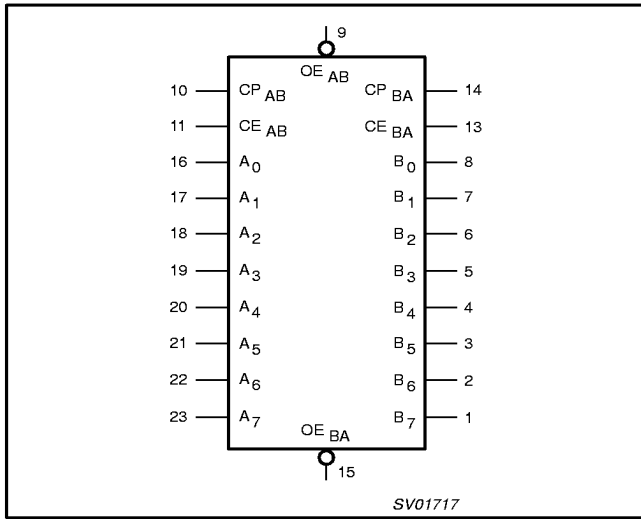 9
OE AB
10 CP AB CP BA 14
11 CE AB CE BA 13
16 A0 B0 8
17 A1 B1 7
18 A2 B2 6
19 A3 B3 5
20 A4 B4 4
21 A5 B5 3
22 A6 B6 2
23 A7 B7 1
OE BA
15
SV01717